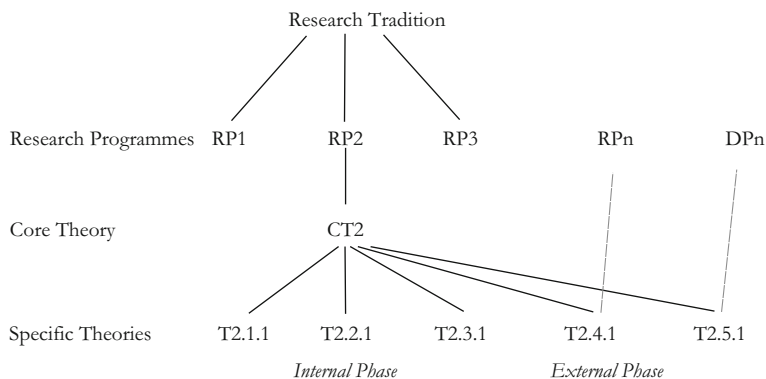 Research Tradition
Research Programmes RP1 RP2 RP3 RPn DPn
Core Theory CT2
Specific Theories T2.1.1 T2.2.1 T2.3.1 T2.4.1 T2.5.1
Internal Phase External Phase